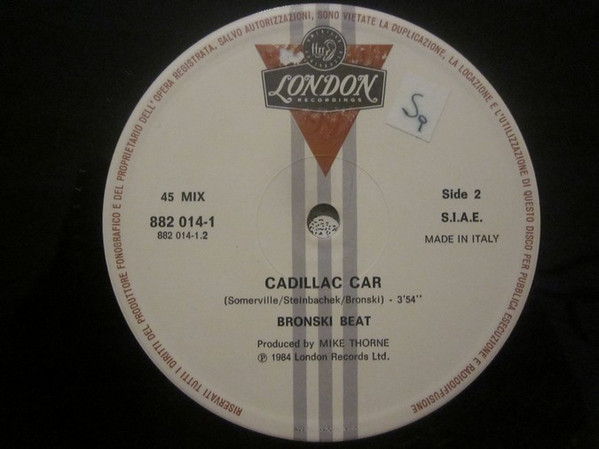 RISERVATI TUTTI I DIRITTI DEL PRODUTTORE FONOGRAFICO E DEL PROPRIETARIO DELL'OPERA REGISTRATA, SALVO AUTORIZZAZIONI, SONO VIETATE LA DUPLICAZIONE, LA LOCAZIONE E L'UTILIZZAZIONE DI QUESTO DISCO PER PUBBLICA ESECUZIONE E RADIODIFFUSIONE
ffrr
LONDON
RECORDINGS
S9
45 MIX
Side 2
882 014-1
S.I.A.E.
882 014-1.2
MADE IN ITALY
CADILLAC CAR
(Somerville/Steinbachek/Bronski) - 3'54''
BRONSKI BEAT
Produced by MIKE THORNE
℗ 1984 London Records Ltd.